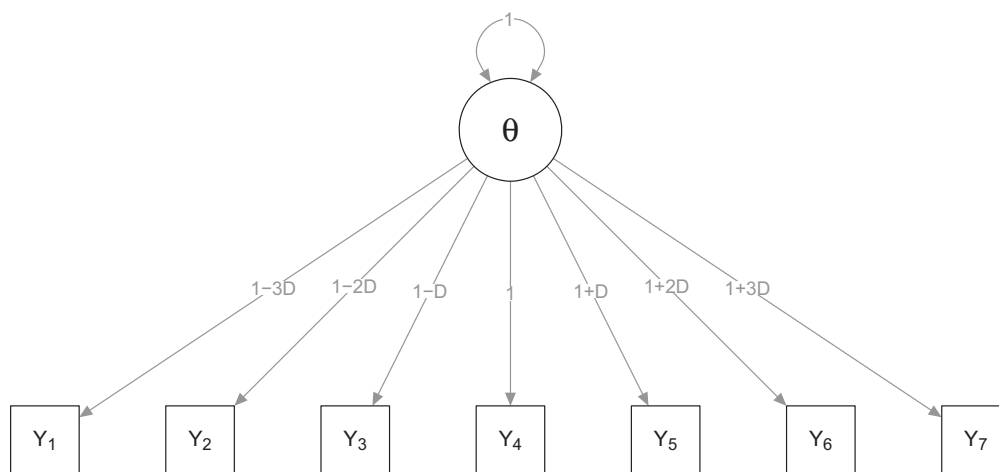 1
θ
1−3D 1−2D 1−D 1 1+D 1+2D 1+3D
Y₁ Y₂ Y₃ Y₄ Y₅ Y₆ Y₇